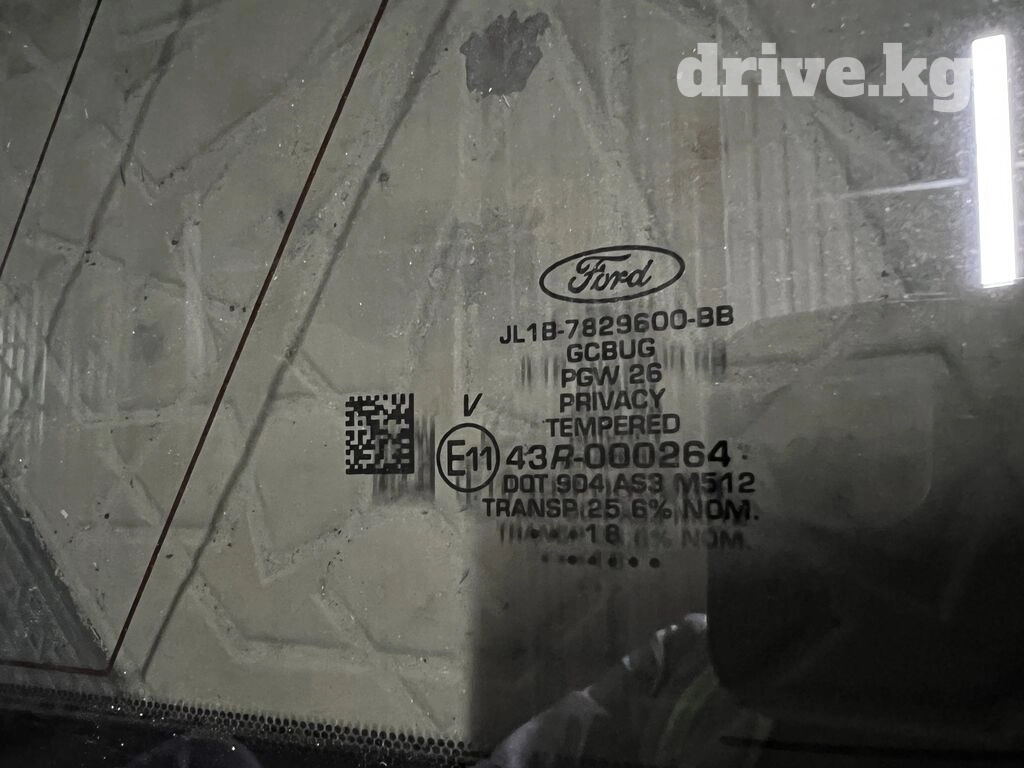 drive.kg
Ford
JL1B-7829600-BB
GCBUG
PGW 26
PRIVACY
TEMPERED
V
E11 43R-000264
DOT 904 AS3 M512
TRANSP. 25.6% NOM.
18